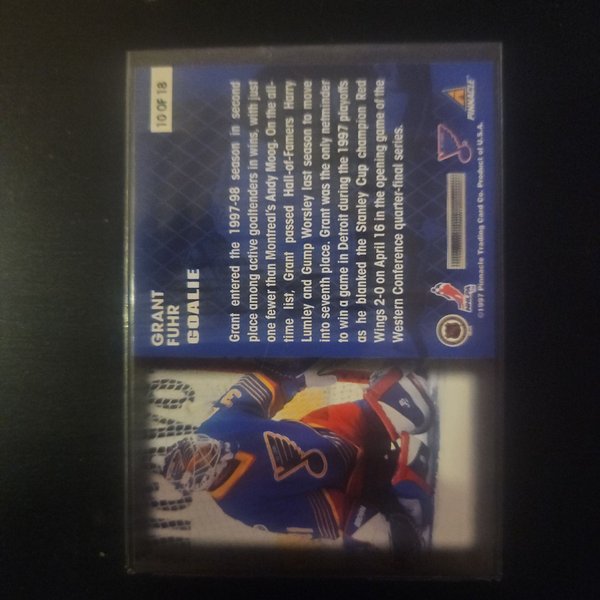 10 OF 18
GRANT
FUHR
GOALIE
Grant entered the 1997-98 season in second
place among active goaltenders in wins, with just
one fewer than Montreal's Andy Moog. On the all-
time list, Grant passed Hall-of-Famers Harry
Lumley and Gump Worsley last season to move
into seventh place. Grant was the only netminder
to win a game in Detroit during the 1997 playoffs
as he blanked the Stanley Cup champion Red
Wings 2-0 on April 16 in the opening game of the
Western Conference quarter-final series.
PINNACLE
NHLPA
©1997 Pinnacle Trading Card Co. Product of U.S.A.